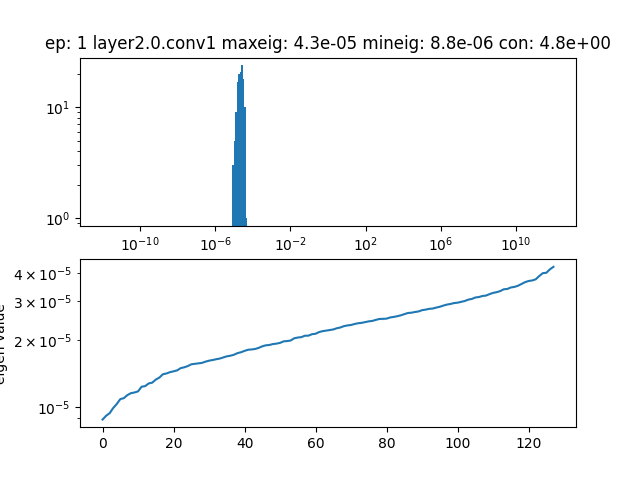 ep: 1 layer2.0.conv1 maxeig: 4.3e-05 mineig: 8.8e-06 con: 4.8e+00
10¹
10⁰
10⁻¹⁰ 10⁻⁶ 10⁻² 10² 10⁶ 10¹⁰
4 × 10⁻⁵
3 × 10⁻⁵
2 × 10⁻⁵
10⁻⁵
eigen value
0 20 40 60 80 100 120